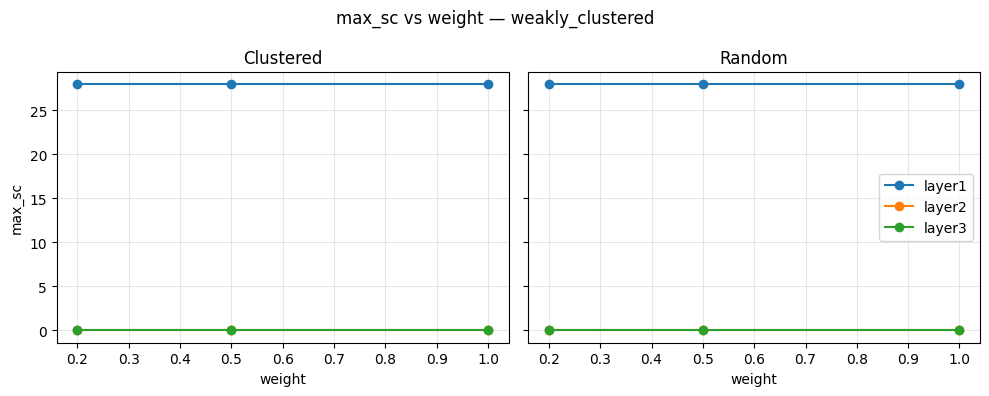 max_sc vs weight — weakly_clustered
Clustered
Random
max_sc
25
20
15
10
5
0
0.2 0.3 0.4 0.5 0.6 0.7 0.8 0.9 1.0
weight
layer1
layer2
layer3
0.2 0.3 0.4 0.5 0.6 0.7 0.8 0.9 1.0
weight